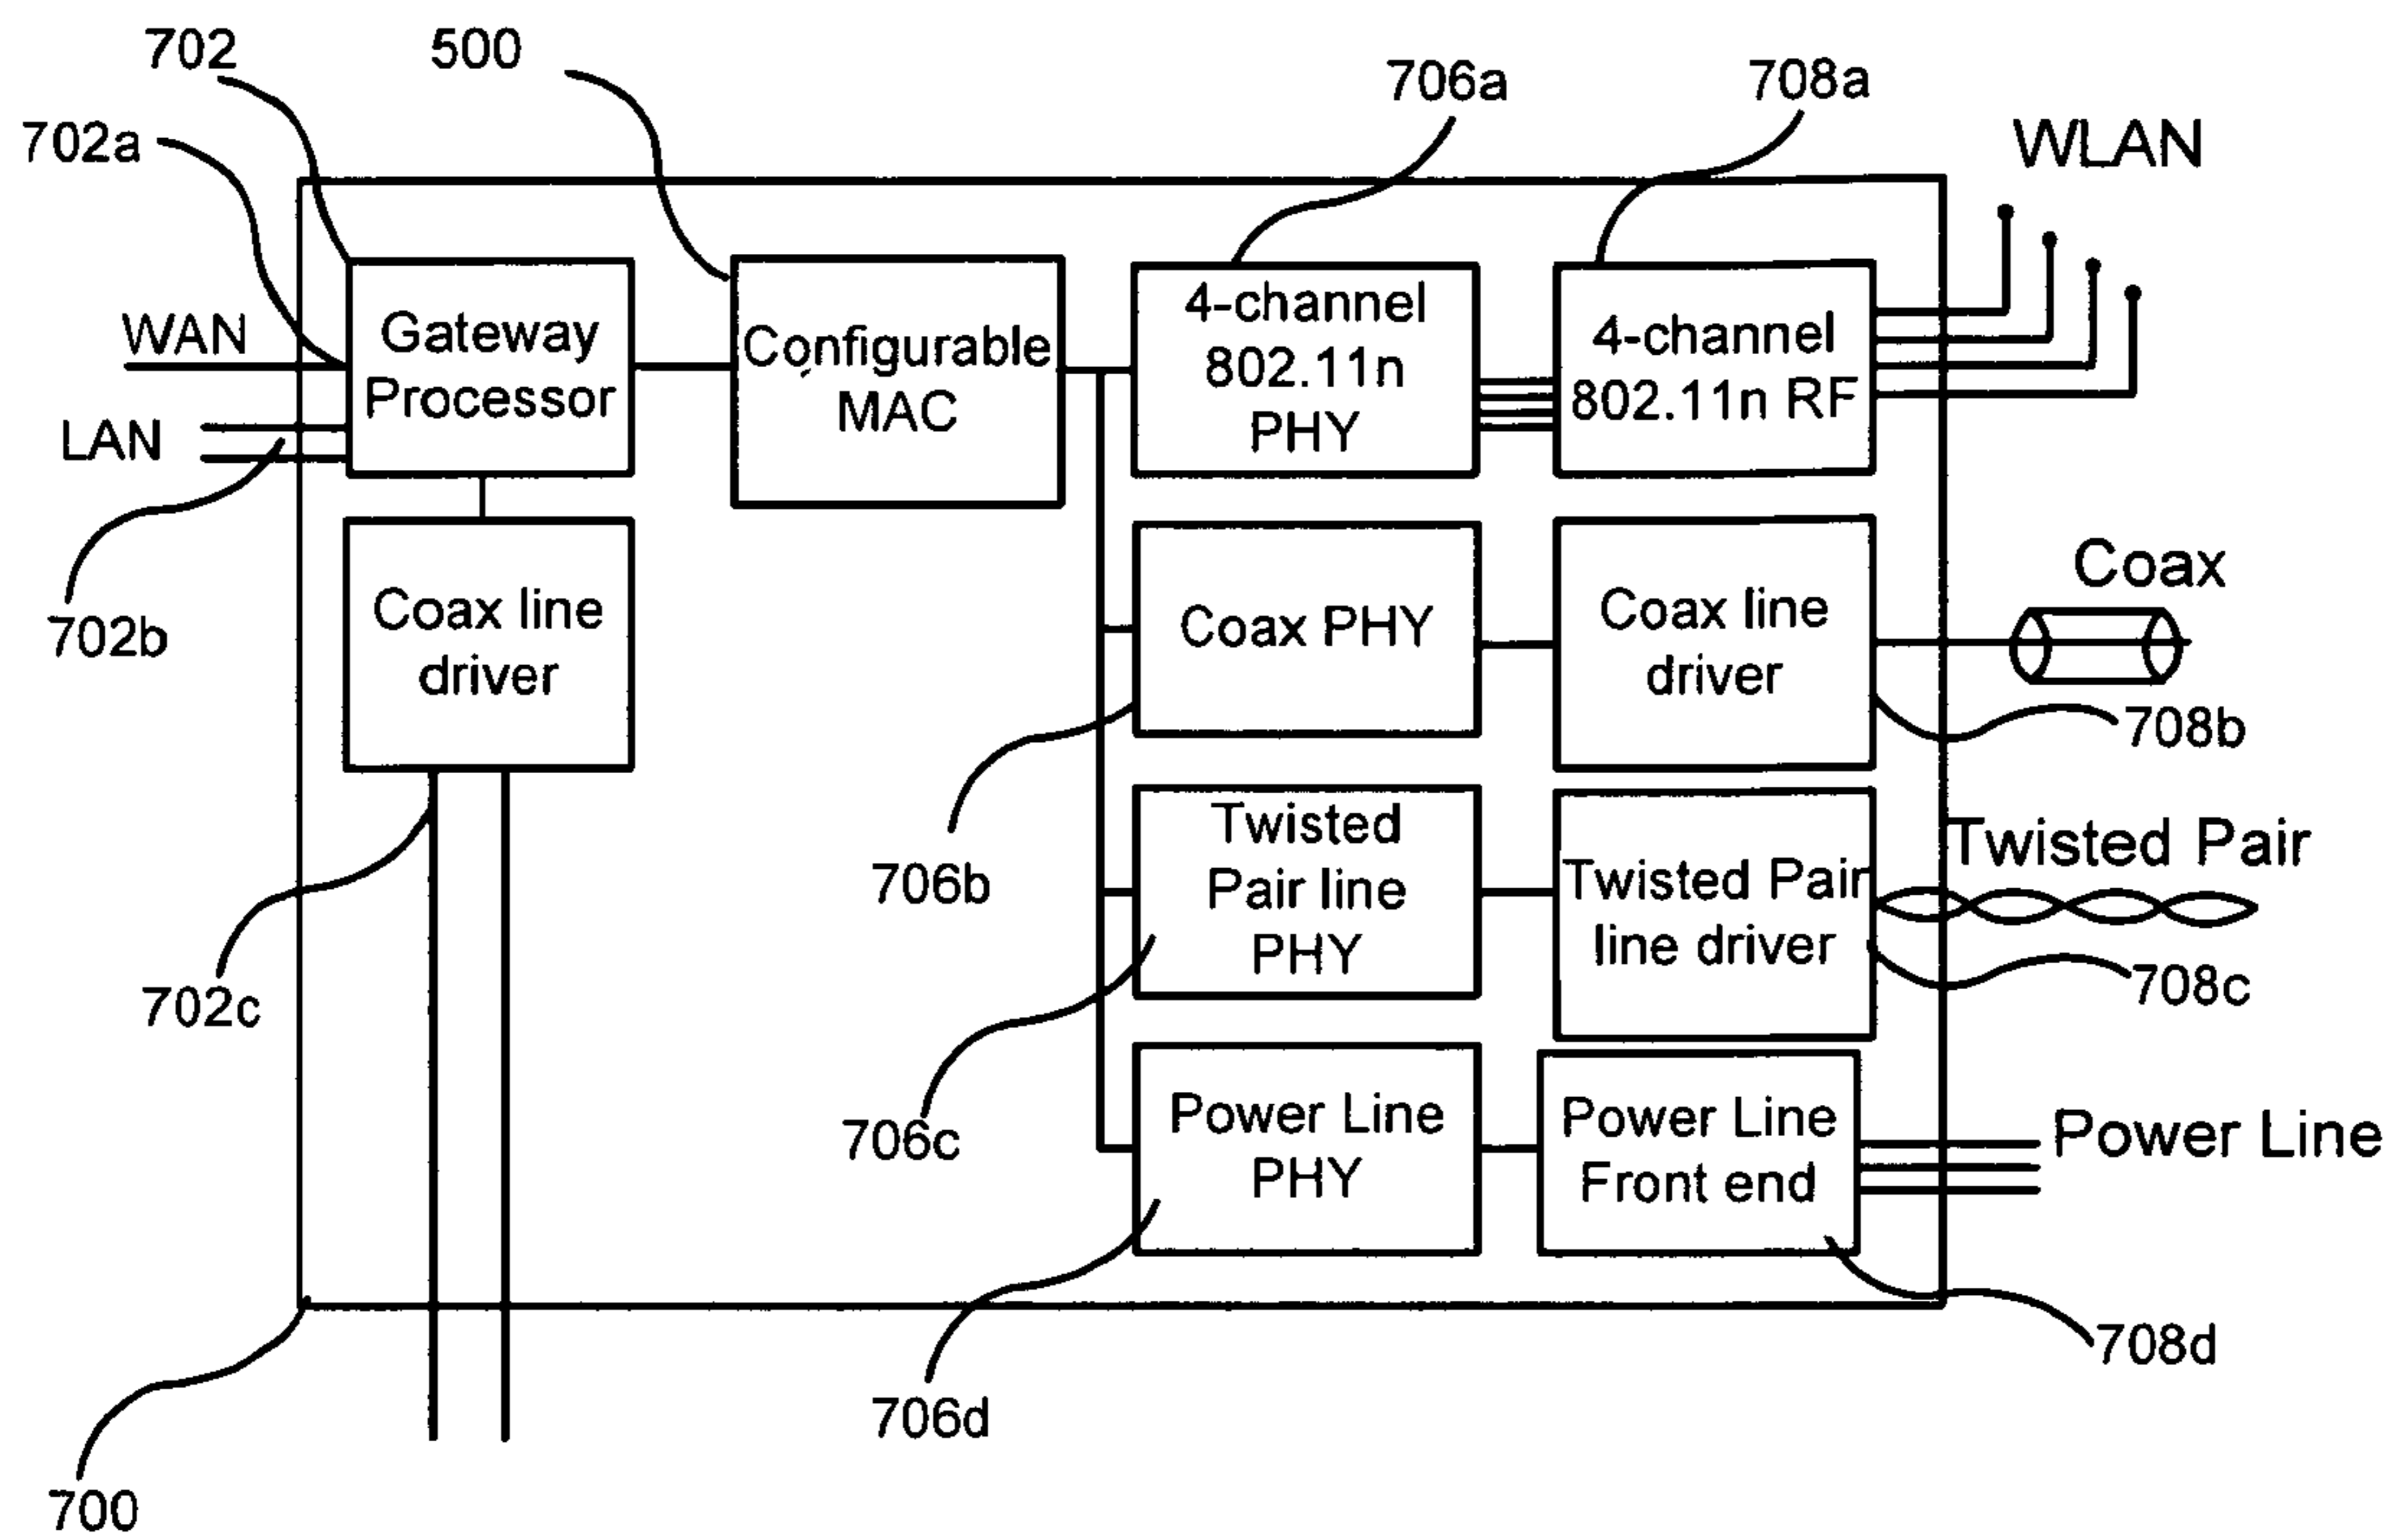 702
500
706a
708a
702a
WLAN
WAN
LAN
Gateway
Processor
Configurable
MAC
4-channel
802.11n
PHY
4-channel
802.11n RF
702b
Coax line
driver
Coax PHY
Coax line
driver
Coax
708b
706b
702c
Twisted
Pair line
PHY
Twisted Pair
line driver
Twisted Pair
708c
706c
Power Line
PHY
Power Line
Front end
Power Line
708d
706d
700